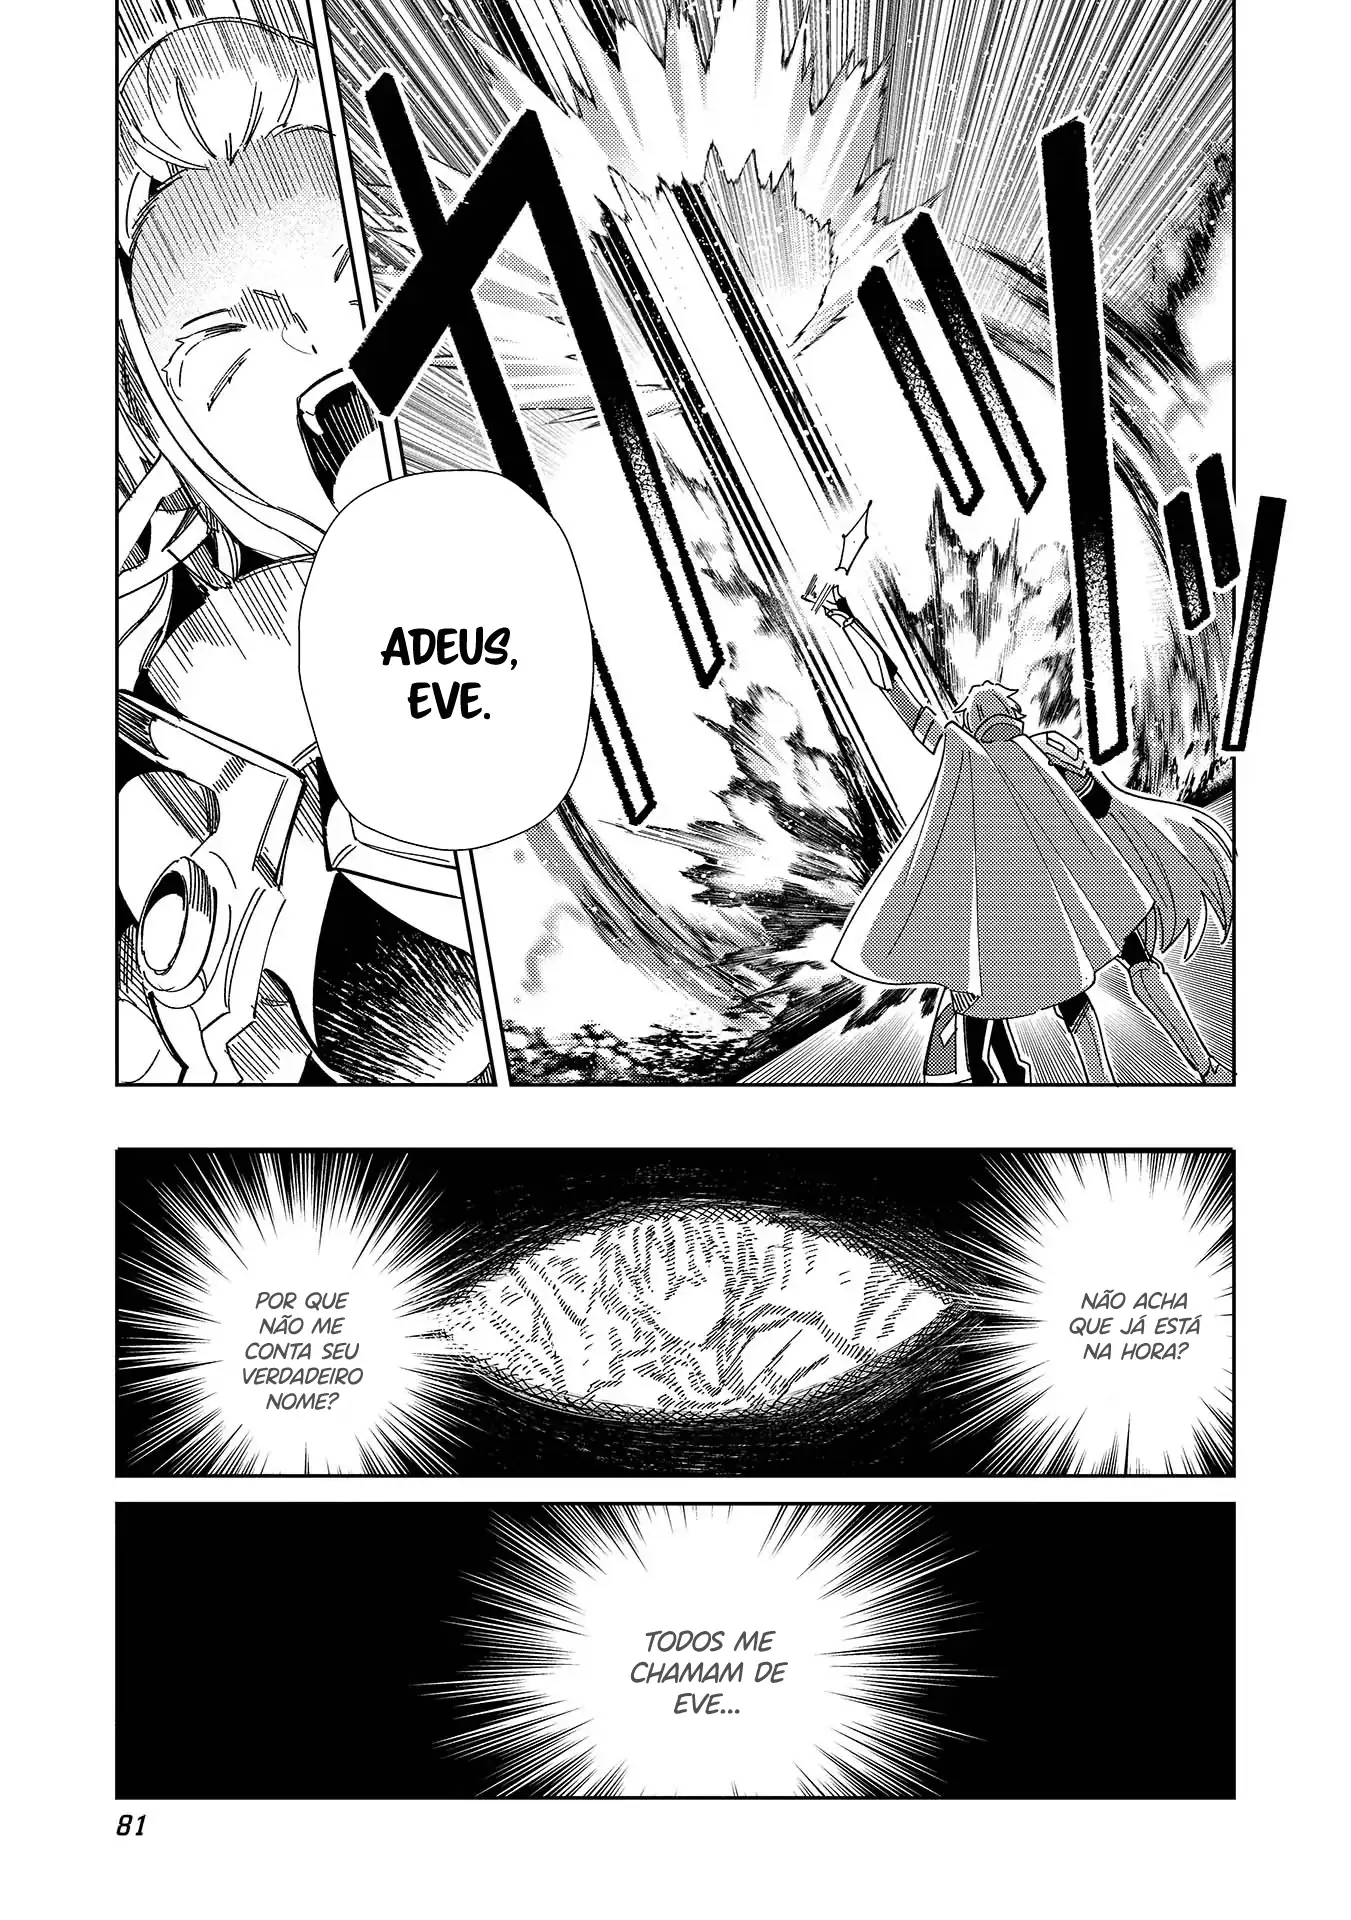 ADEUS,
EVE.
NÃO ACHA
QUE JÁ ESTÁ
NA HORA?
POR QUE
NÃO ME
CONTA SEU
VERDADEIRO
NOME?
TODOS ME
CHAMAM DE
EVE...
81